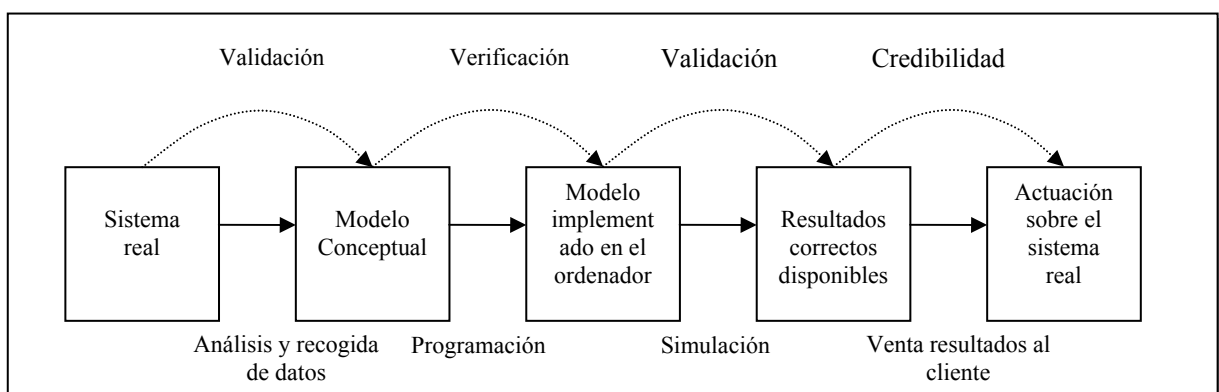 Validación
Verificación
Validación
Credibilidad
Sistema
real
Modelo
Conceptual
Modelo
implement
ado en el
ordenador
Resultados
correctos
disponibles
Actuación
sobre el
sistema
real
Análisis y recogida
de datos
Programación
Simulación
Venta resultados al
cliente